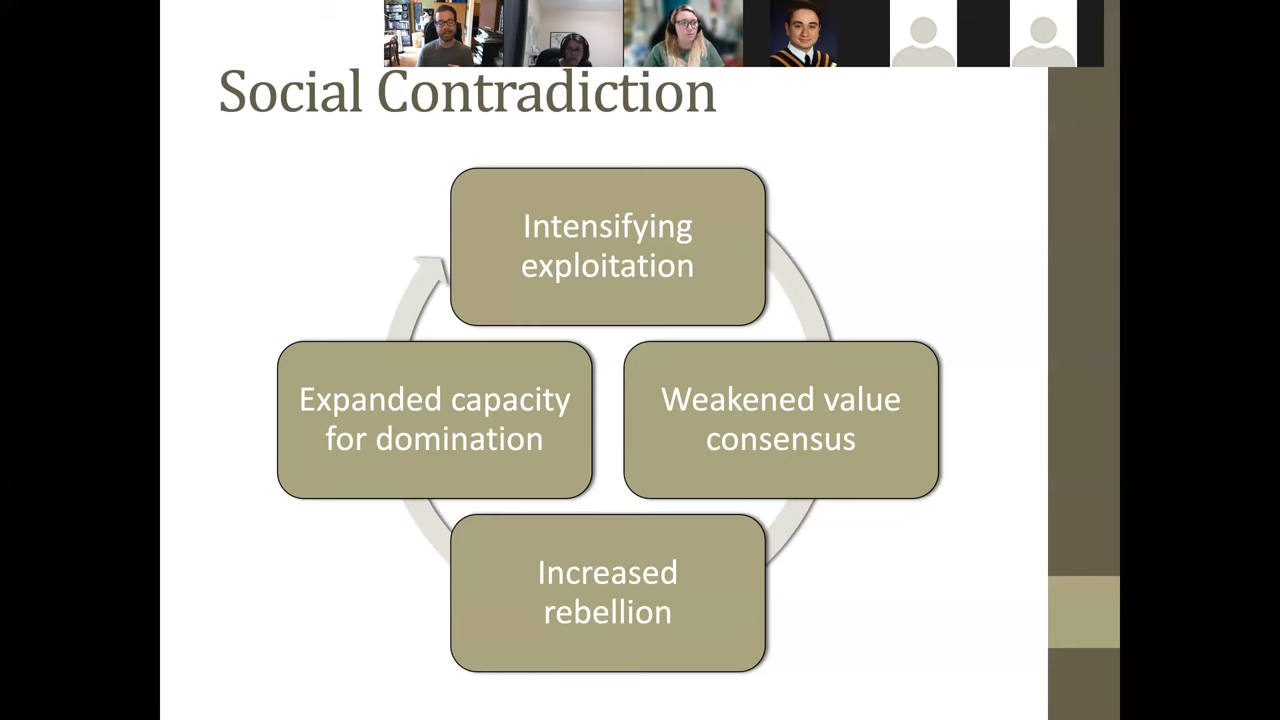 Social Contradiction
Intensifying
exploitation
Expanded capacity
for domination
Weakened value
consensus
Increased
rebellion